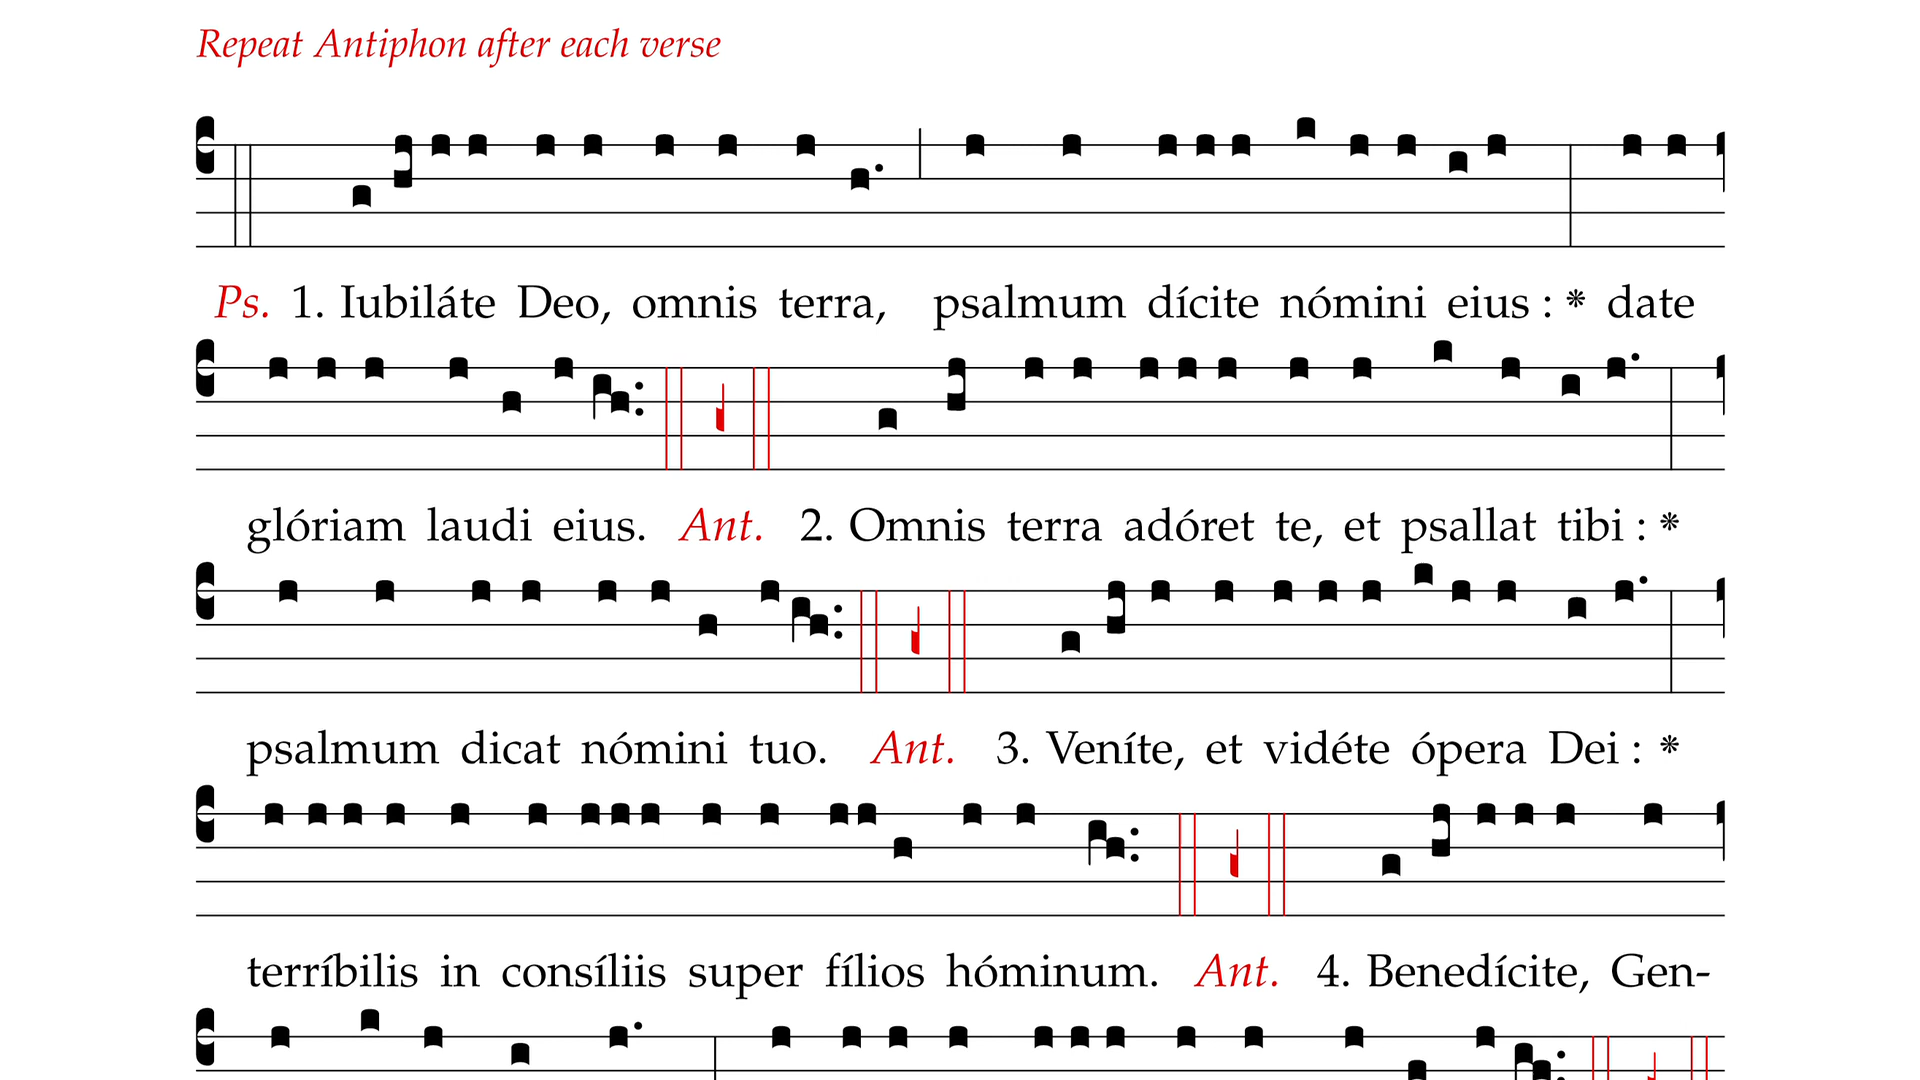 Repeat Antiphon after each verse
Ps. 1. Iubiláte Deo, omnis terra, psalmum dícite nómini eius : * date
glóriam laudi eius. Ant. 2. Omnis terra adóret te, et psallat tibi : *
psalmum dicat nómini tuo. Ant. 3. Veníte, et vidéte ópera Dei : *
terríbilis in consíliis super fílios hóminum. Ant. 4. Benedícite, Gen-